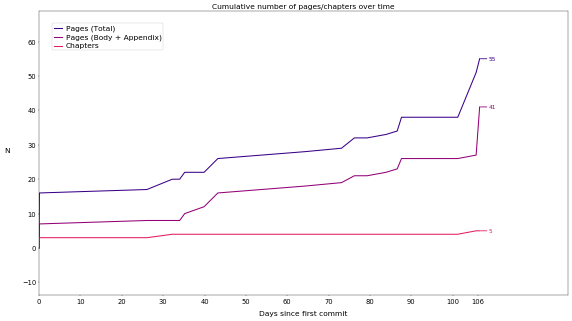 Cumulative number of pages/chapters over time
Pages (Total)
Pages (Body + Appendix)
Chapters
N
60
50
40
30
20
10
0
−10
55
41
5
0 10 20 30 40 50 60 70 80 90 100 106
Days since first commit